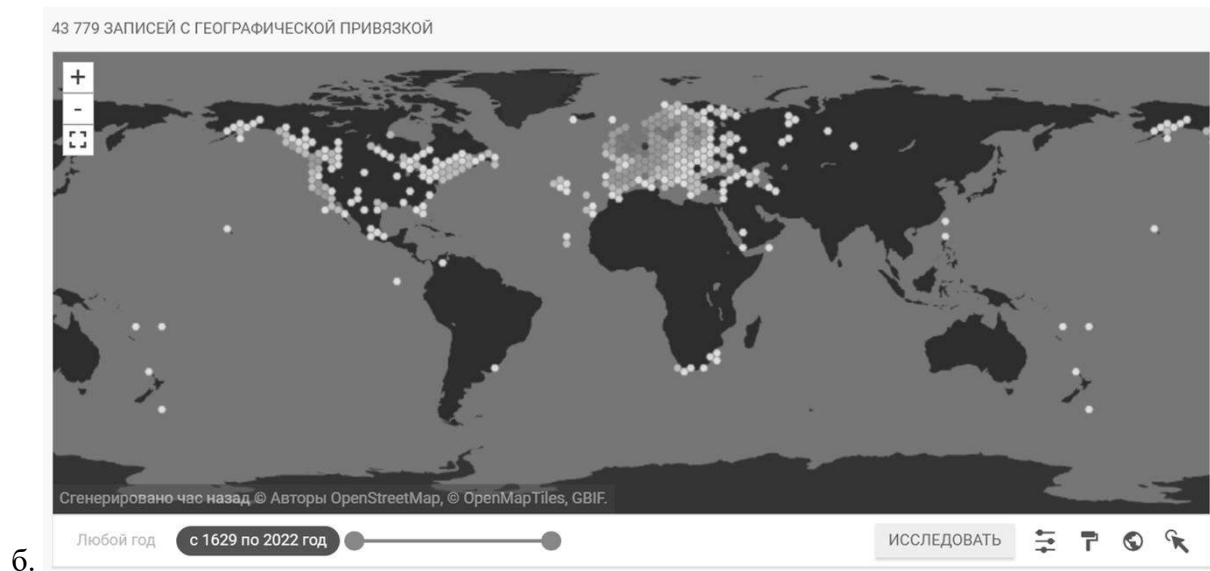 43 779 ЗАПИСЕЙ С ГЕОГРАФИЧЕСКОЙ ПРИВЯЗКОЙ
+
-
Сгенерировано час назад © Авторы OpenStreetMap, © OpenMapTiles, GBIF.
Любой год с 1629 по 2022 год ИССЛЕДОВАТЬ
б.